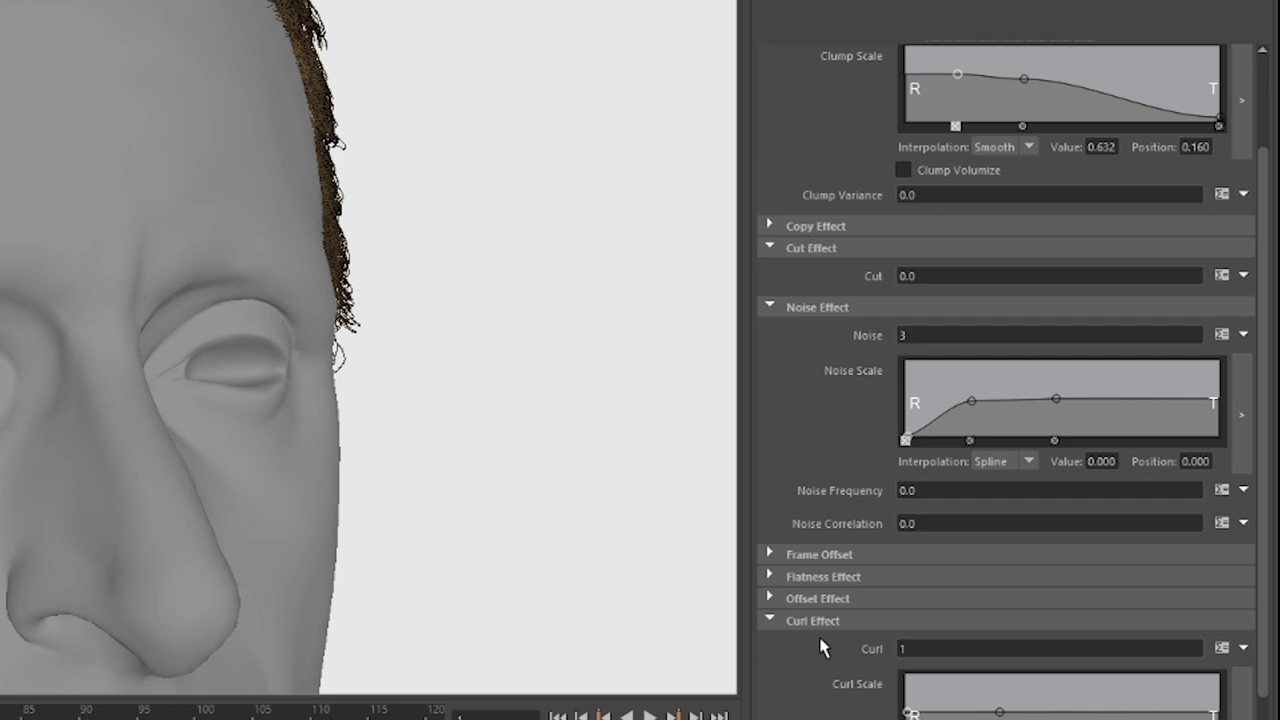 Clump Scale
R T
Interpolation: Smooth Value: 0.632 Position: 0.160
Clump Volumize
Clump Variance 0.0
Copy Effect
Cut Effect
Cut 0.0
Noise Effect
Noise 3
Noise Scale
R T
Interpolation: Spline Value: 0.000 Position: 0.000
Noise Frequency 0.0
Noise Correlation 0.0
Frame Offset
Flatness Effect
Offset Effect
Curl Effect
Curl 1
Curl Scale
R T
85 90 95 100 105 110 115 120 1